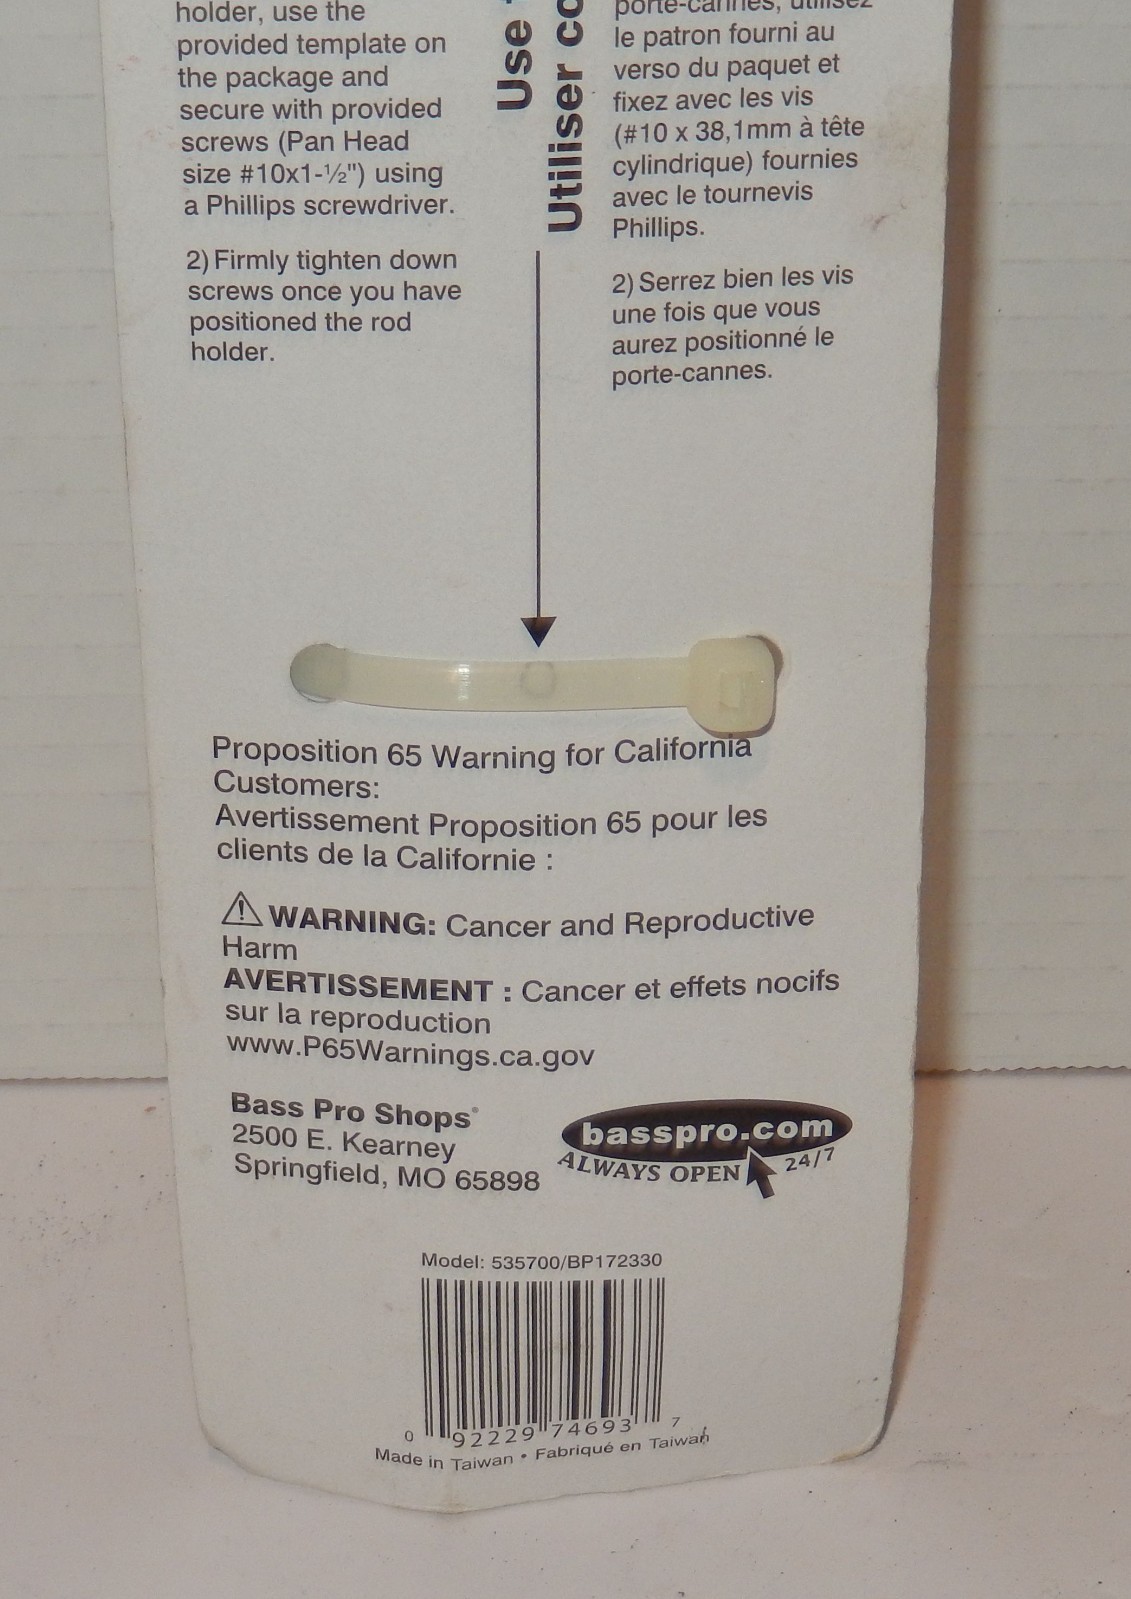 holder, use the
provided template on
the package and
secure with provided
screws (Pan Head
size #10x1-½") using
a Phillips screwdriver.
2) Firmly tighten down
screws once you have
positioned the rod
holder.
Use
Utiliser
porte-cannes, utilisez
le patron fourni au
verso du paquet et
fixez avec les vis
(#10 x 38,1mm à tête
cylindrique) fournies
avec le tournevis
Phillips.
2) Serrez bien les vis
une fois que vous
aurez positionné le
porte-cannes.
Proposition 65 Warning for California
Customers:
Avertissement Proposition 65 pour les
clients de la Californie :
⚠ WARNING: Cancer and Reproductive
Harm
AVERTISSEMENT : Cancer et effets nocifs
sur la reproduction
www.P65Warnings.ca.gov
Bass Pro Shops®
2500 E. Kearney
Springfield, MO 65898
basspro.com
ALWAYS OPEN 24/7
Model: 535700/BP172330
0 92229 74693 7
Made in Taiwan • Fabriqué en Taiwan